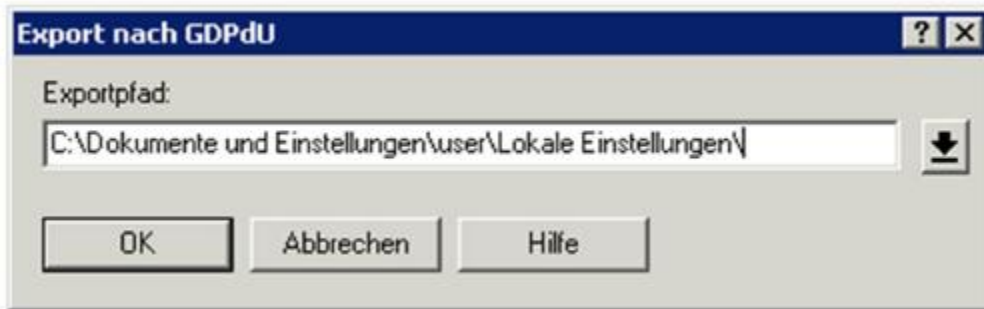 Export nach GDPdU
Exportpfad:
C:\Dokumente und Einstellungen\user\Lokale Einstellungen\
OK Abbrechen Hilfe